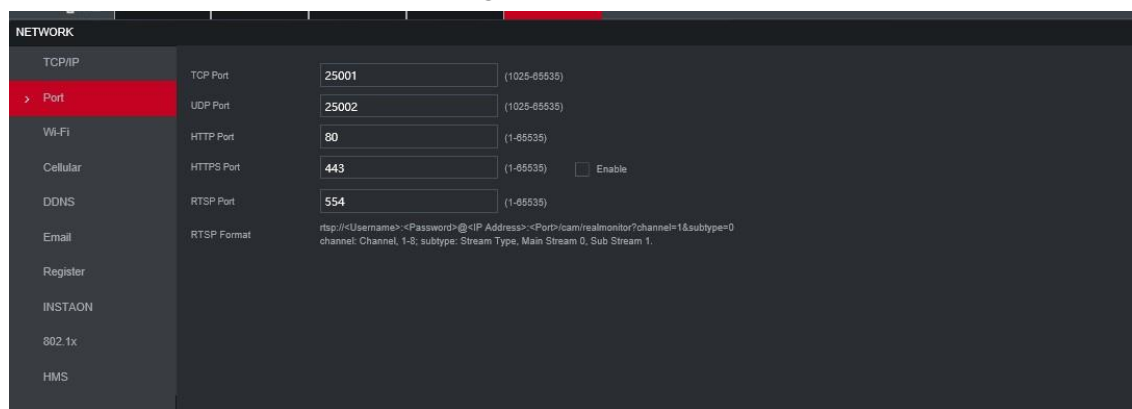 NETWORK
TCP/IP
> Port
Wi-Fi
Cellular
DDNS
Email
Register
INSTAON
802.1x
HMS
TCP Port 25001 (1025-65535)
UDP Port 25002 (1025-65535)
HTTP Port 80 (1-65535)
HTTPS Port 443 (1-65535) Enable
RTSP Port 554 (1-65535)
RTSP Format rtsp://<Username>:<Password>@<IP Address>:<Port>/cam/realmonitor?channel=1&subtype=0
channel: Channel, 1-8; subtype: Stream Type, Main Stream 0, Sub Stream 1.